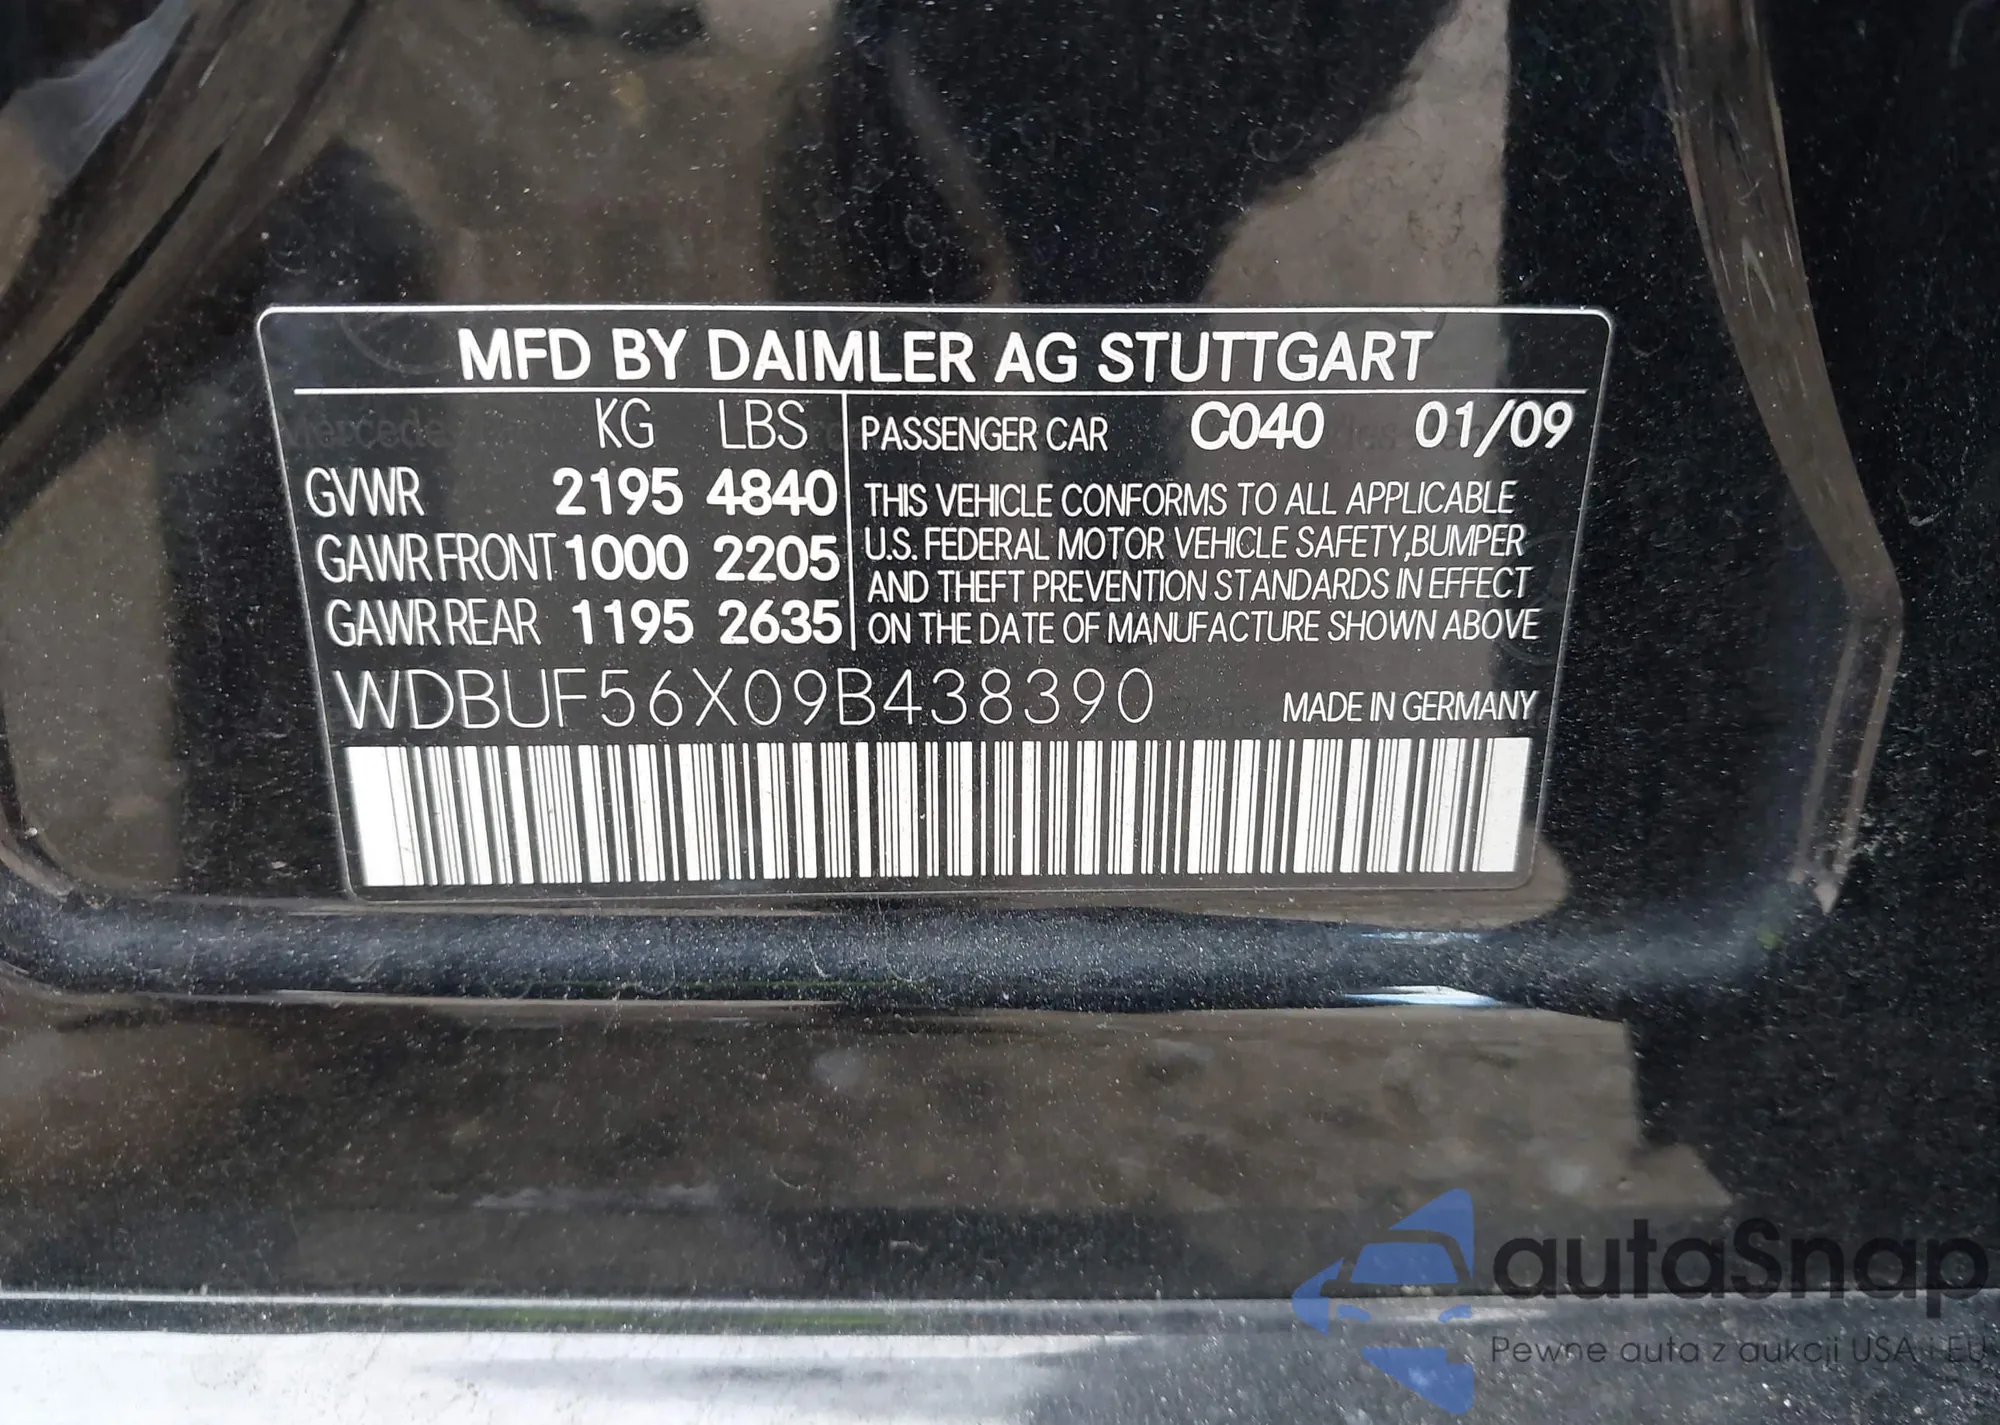 MFD BY DAIMLER AG STUTTGART
KG LBS
GVWR 2195 4840
GAWR FRONT 1000 2205
GAWR REAR 1195 2635
PASSENGER CAR C040 01/09
THIS VEHICLE CONFORMS TO ALL APPLICABLE
U.S. FEDERAL MOTOR VEHICLE SAFETY, BUMPER
AND THEFT PREVENTION STANDARDS IN EFFECT
ON THE DATE OF MANUFACTURE SHOWN ABOVE
WDBUF56X09B438390
MADE IN GERMANY
autaSnap
Pewne auta z aukcji USA i EU